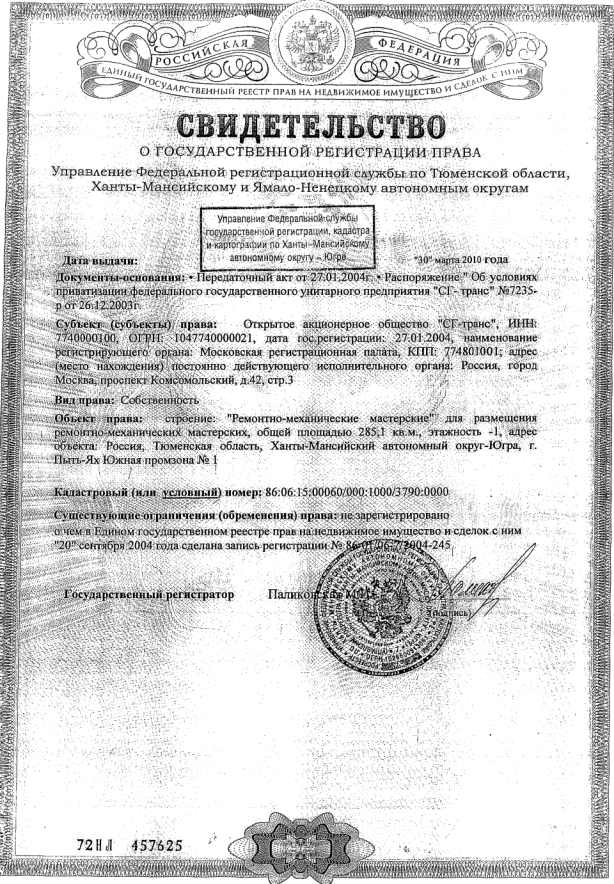 РОССИЙСКАЯ ФЕДЕРАЦИЯ
ЕДИНЫЙ ГОСУДАРСТВЕННЫЙ РЕЕСТР ПРАВ НА НЕДВИЖИМОЕ ИМУЩЕСТВО И СДЕЛОК С НИМ
СВИДЕТЕЛЬСТВО
О ГОСУДАРСТВЕННОЙ РЕГИСТРАЦИИ ПРАВА
Управление Федеральной регистрационной службы по Тюменской области,
Ханты-Мансийскому и Ямало-Ненецкому автономным округам
Управление Федеральной службы
государственной регистрации, кадастра
и картографии по Ханты–Мансийскому
автономному округу – Югре
Дата выдачи: "30" марта 2010 года
Документы-основания: • Передаточный акт от 27.01.2004г. • Распоряжение " Об условиях
приватизации федерального государственного унитарного предприятия "СГ- транс" №7235-
р от 26.12.2003г.
Субъект (субъекты) права: Открытое акционерное общество "СГ-транс", ИНН:
7740000100, ОГРН: 1047740000021, дата гос.регистрации: 27.01.2004, наименование
регистрирующего органа: Московская регистрационная палата, КПП: 774801001; адрес
(место нахождения) постоянно действующего исполнительного органа: Россия, город
Москва, проспект Комсомольский, д.42, стр.3
Вид права: Собственность
Объект права: строение: "Ремонтно-механические мастерские" для размещения
ремонтно-механических мастерских, общей площадью 285,1 кв.м., этажность -1, адрес
объекта: Россия, Тюменская область, Ханты-Мансийский автономный округ-Югра, г.
Пыть-Ях Южная промзона № 1
Кадастровый (или условный) номер: 86:06:15:00060/000:1000/3790:0000
Существующие ограничения (обременения) права: не зарегистрировано
о чем в Едином государственном реестре прав на недвижимое имущество и сделок с ним
"20" сентября 2004 года сделана запись регистрации № 86-01/06-7/2004-245
Государственный регистратор
(подпись)
72НЛ 457625